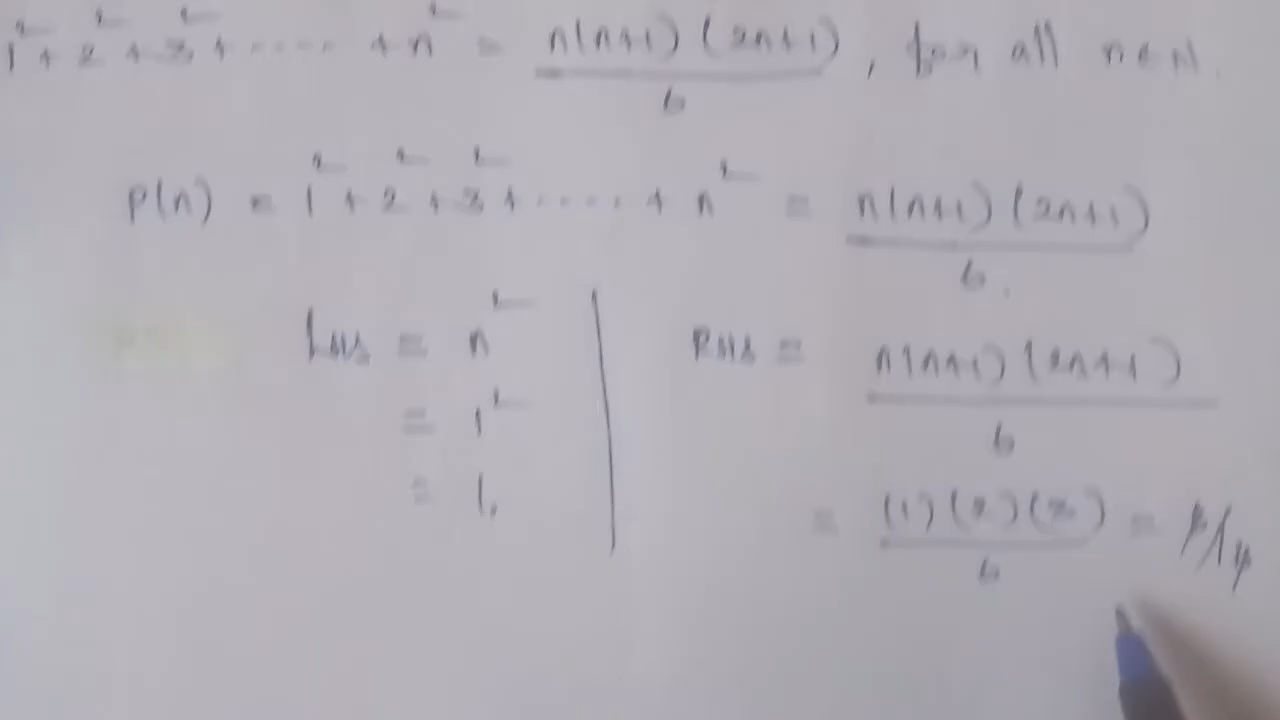 1² + 2² + 3² + ..... + n² = n(n+1)(2n+1)/6, for all n ∈ N.
P(n) = 1² + 2² + 3² + ..... + n² = n(n+1)(2n+1)/6.
LHS = n²
= 1²
= 1.
RHS = n(n+1)(2n+1)/6
= (1)(2)(3)/6 =